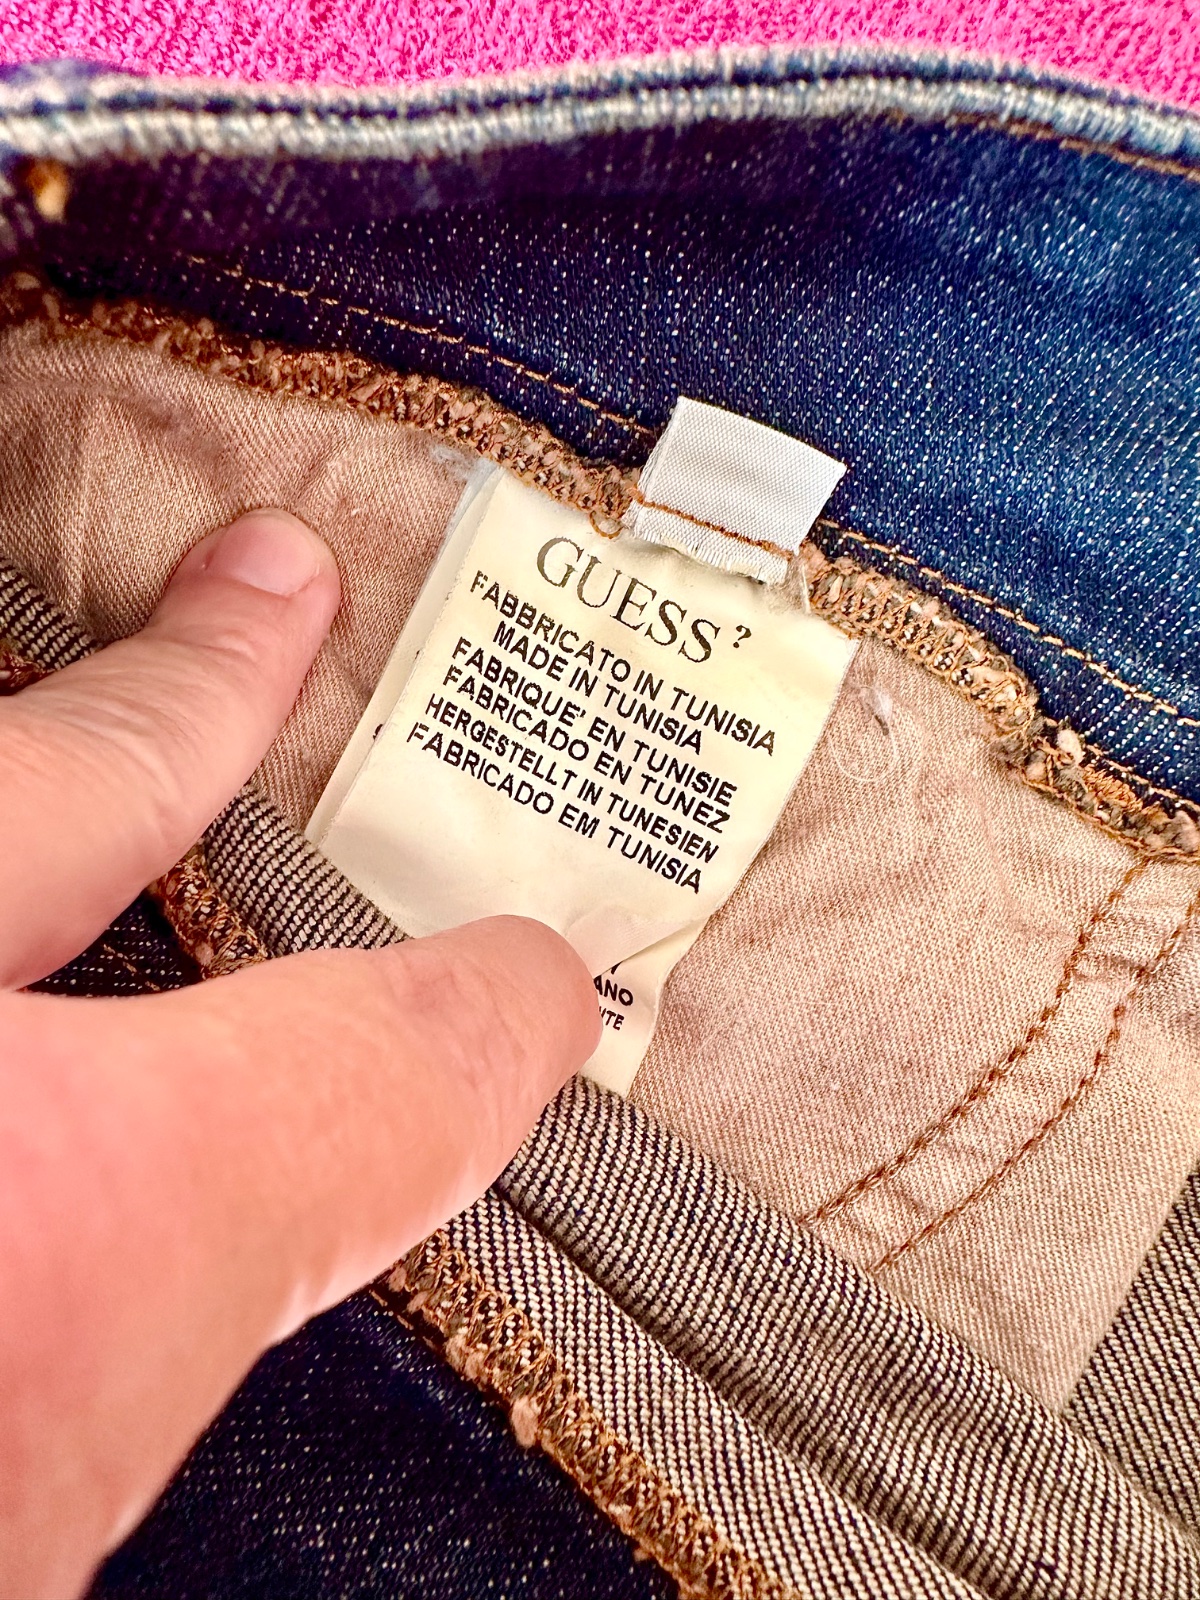 GUESS ?
FABBRICATO IN TUNISIA
MADE IN TUNISIA
FABRIQUE' EN TUNISIE
FABRICADO EN TUNEZ
HERGESTELLT IN TUNESIEN
FABRICADO EM TUNISIA